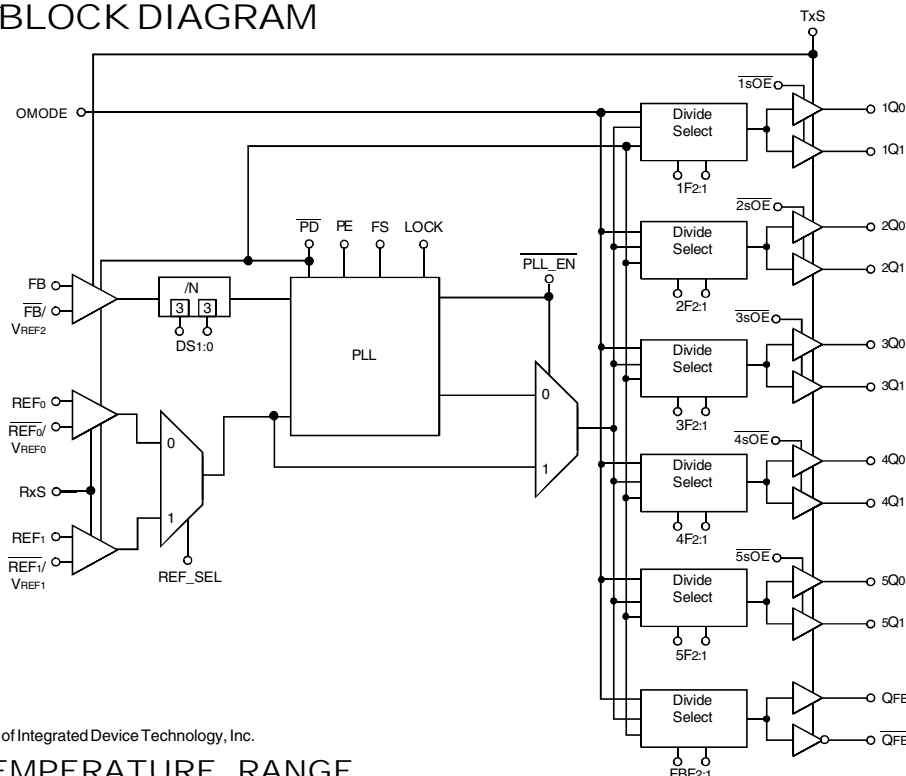 BLOCK DIAGRAM
TxS
1sOE
1Q0
OMODE
Divide
Select
1Q1
1F2:1
2sOE
2Q0
PD PE FS LOCK
Divide
Select
2Q1
PLL_EN
2F2:1
FB
FB/
VREF2
/N
3 3
DS1:0
PLL
3sOE
3Q0
Divide
Select
3Q1
3F2:1
0
REF0
REF0/
VREF0
0
4sOE
4Q0
Divide
Select
4Q1
1
4F2:1
RxS
1
REF1
REF1/
VREF1
REF_SEL
5sOE
5Q0
Divide
Select
5Q1
5F2:1
QFB
Divide
Select
QFB
FBF2:1
of Integrated Device Technology, Inc.
EMPERATURE RANGE